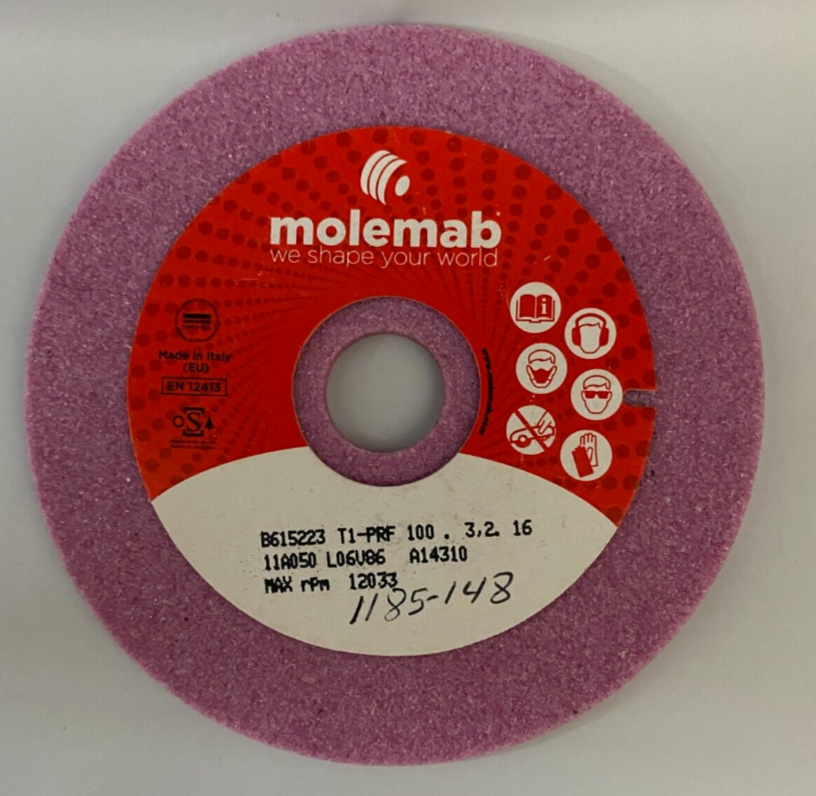 molemab
we shape your world
Made in Italy
(EU)
EN 12413
oSA
B615223 T1-PRF 100 . 3,2. 16
11A050 L06V86 A14310
MAX rPm 12033
1185-148